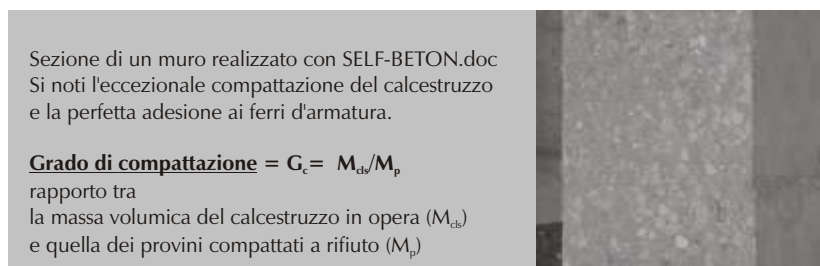 Sezione di un muro realizzato con SELF-BETON.doc
Si noti l'eccezionale compattazione del calcestruzzo
e la perfetta adesione ai ferri d'armatura.
Grado di compattazione = Gc= Mcls/Mp
rapporto tra
la massa volumica del calcestruzzo in opera (Mcls)
e quella dei provini compattati a rifiuto (Mp)